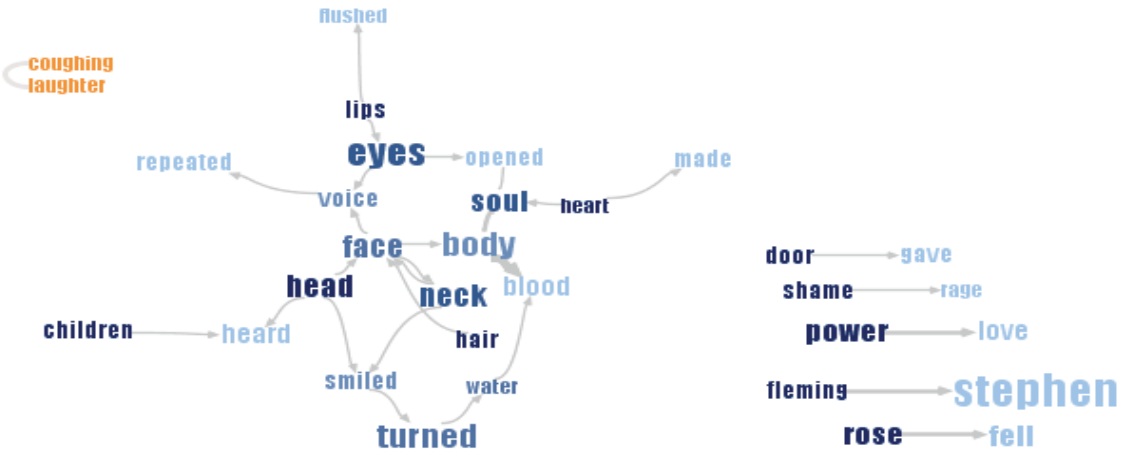 flushed
coughing
laughter
lips
eyes
opened
repeated
made
voice
soul
heart
face
body
head
neck
blood
children
heard
hair
smiled
water
turned
door gave
shame rage
power love
fleming stephen
rose fell